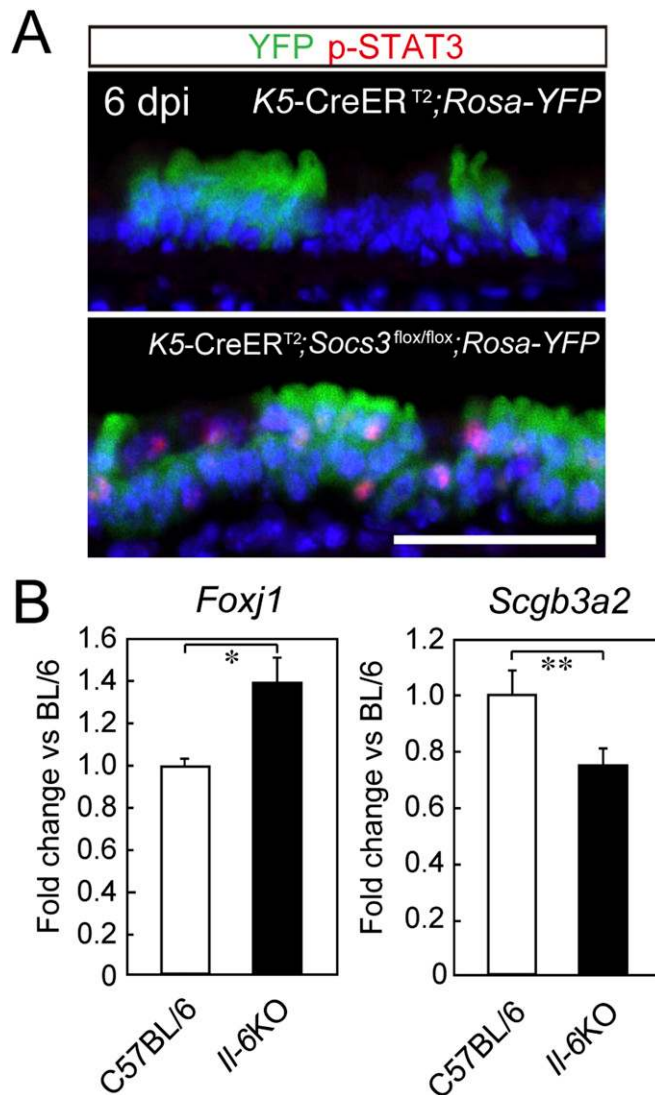 A
YFP p-STAT3
6 dpi K5-CreERT2;Rosa-YFP
K5-CreERT2;Socs3flox/flox;Rosa-YFP
B
Foxj1
Fold change vs BL/6
1.6
1.4
1.2
1.0
0.8
0.6
0.4
0.2
0
*
C57BL/6
Il-6KO
Scgb3a2
Fold change vs BL/6
1.2
1.0
0.8
0.6
0.4
0.2
0
**
C57BL/6
Il-6KO